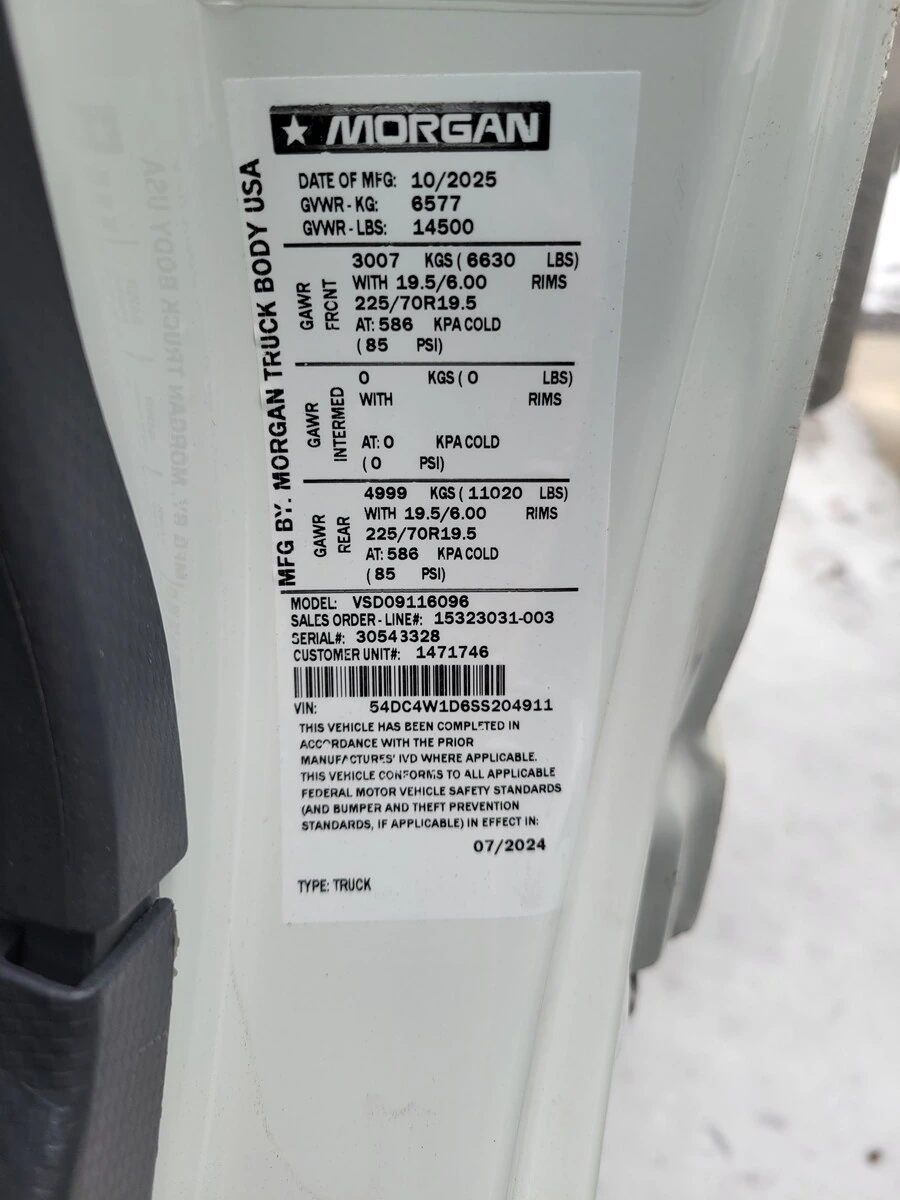 MORGAN
MFG BY. MORGAN TRUCK BODY USA
DATE OF MFG: 10/2025
GVWR - KG: 6577
GVWR - LBS: 14500
GAWR FRONT
3007 KGS ( 6630 LBS)
WITH 19.5/6.00 RIMS
225/70R19.5
AT: 586 KPA COLD
( 85 PSI)
GAWR INTERMED
0 KGS ( 0 LBS)
WITH RIMS
AT: 0 KPA COLD
( 0 PSI)
GAWR REAR
4999 KGS ( 11020 LBS)
WITH 19.5/6.00 RIMS
225/70R19.5
AT: 586 KPA COLD
( 85 PSI)
MODEL: VSD09116096
SALES ORDER - LINE#: 15323031-003
SERIAL#: 30543328
CUSTOMER UNIT#: 1471746
VIN: 54DC4W1D6SS204911
THIS VEHICLE HAS BEEN COMPLETED IN
ACCORDANCE WITH THE PRIOR
MANUFACTURES' IVD WHERE APPLICABLE.
THIS VEHICLE CONFORMS TO ALL APPLICABLE
FEDERAL MOTOR VEHICLE SAFETY STANDARDS
(AND BUMPER AND THEFT PREVENTION
STANDARDS, IF APPLICABLE) IN EFFECT IN:
07/2024
TYPE: TRUCK